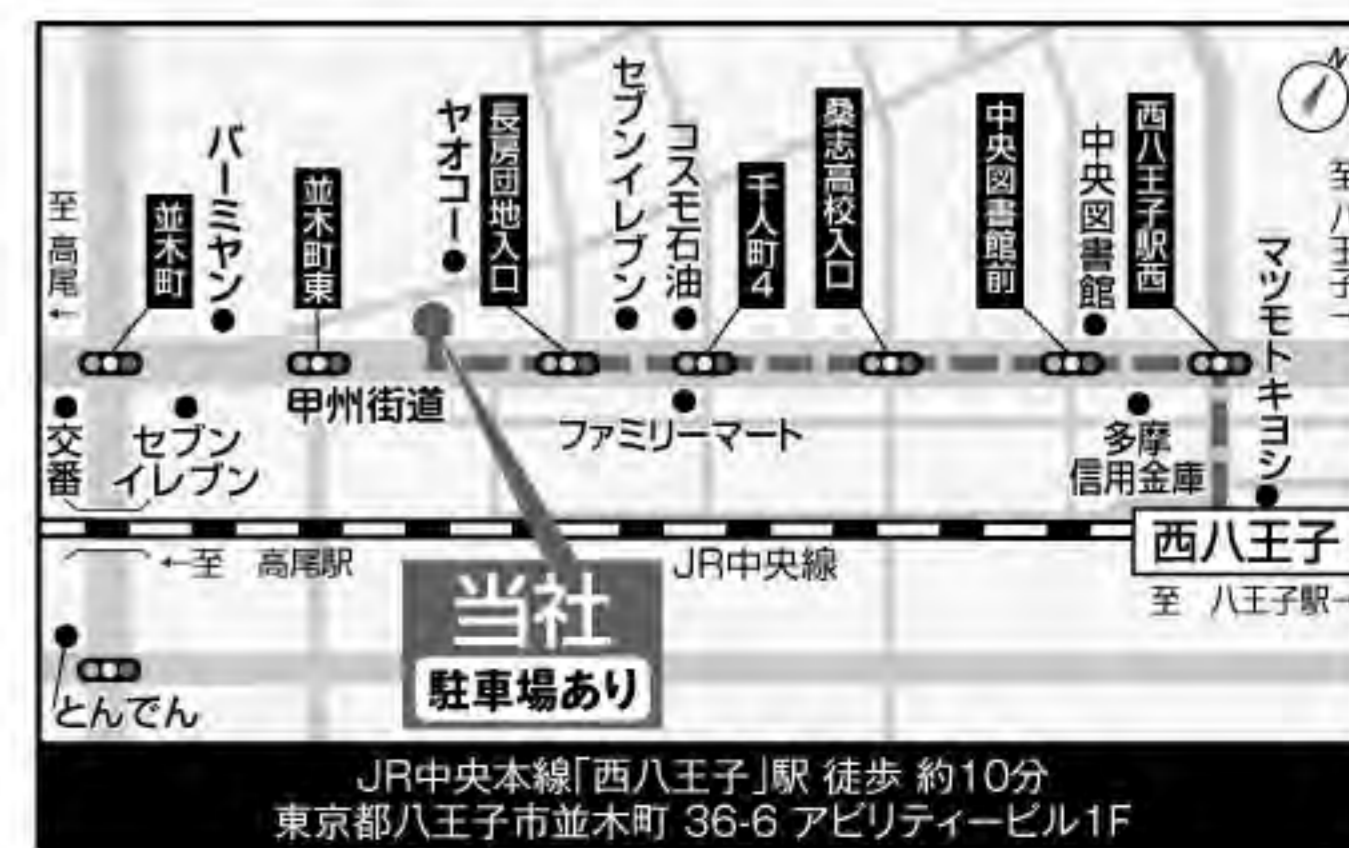 至 高尾
←
並木町
バーミヤン
並木町東
ヤオコー
長房団地入口
セブンイレブン
コスモ石油
千人町4
桑志高校入口
中央図書館前
中央図書館
西八王子駅西
マツモトキヨシ
N
至 八王子
交番
セブン
イレブン
甲州街道
ファミリーマート
多摩
信用金庫
←至 高尾駅
JR中央線
西八王子
至 八王子駅→
当社
駐車場あり
とんでん
JR中央本線「西八王子」駅 徒歩 約10分
東京都八王子市並木町 36-6 アビリティービル1F